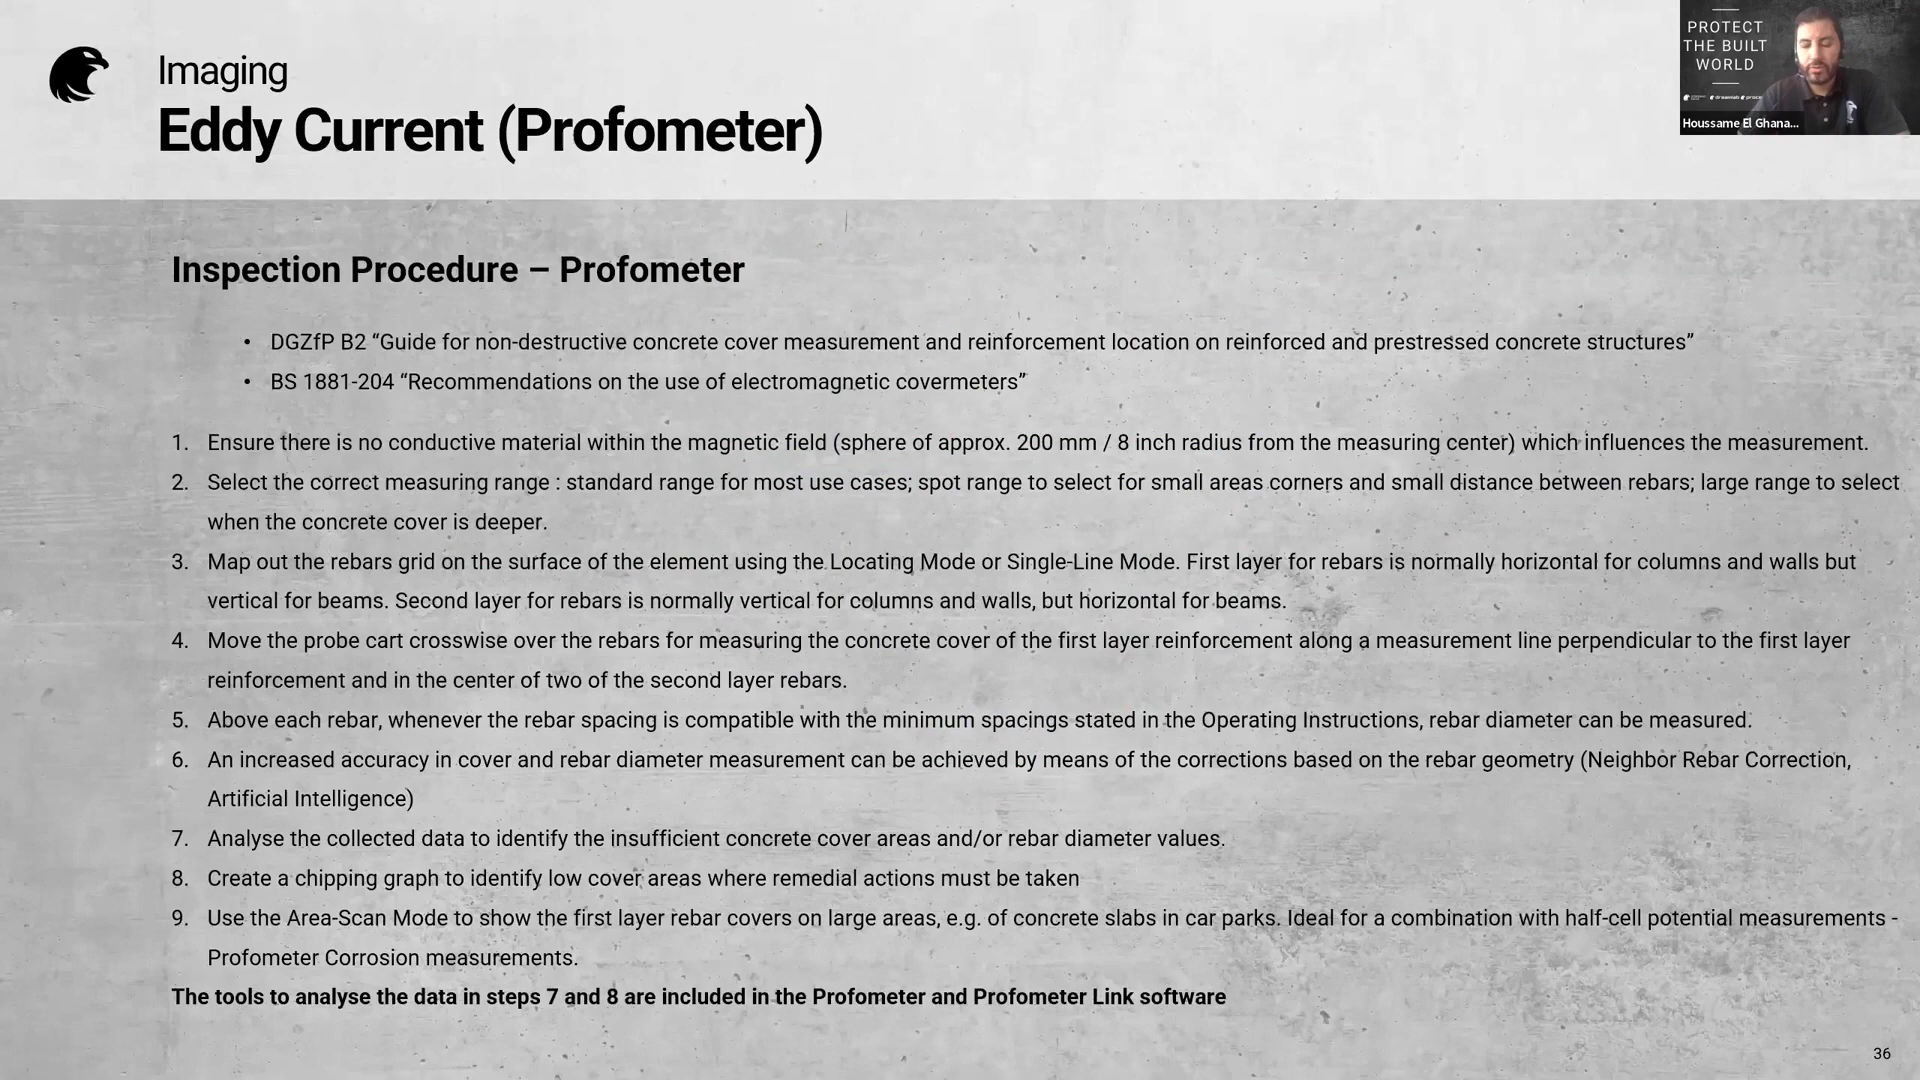 Imaging
Eddy Current (Profometer)
PROTECT
THE BUILT
WORLD
Houssame El Ghana...
Inspection Procedure – Profometer
• DGZfP B2 “Guide for non-destructive concrete cover measurement and reinforcement location on reinforced and prestressed concrete structures”
• BS 1881-204 “Recommendations on the use of electromagnetic covermeters”
1. Ensure there is no conductive material within the magnetic field (sphere of approx. 200 mm / 8 inch radius from the measuring center) which influences the measurement.
2. Select the correct measuring range : standard range for most use cases; spot range to select for small areas corners and small distance between rebars; large range to select
when the concrete cover is deeper.
3. Map out the rebars grid on the surface of the element using the Locating Mode or Single-Line Mode. First layer for rebars is normally horizontal for columns and walls but
vertical for beams. Second layer for rebars is normally vertical for columns and walls, but horizontal for beams.
4. Move the probe cart crosswise over the rebars for measuring the concrete cover of the first layer reinforcement along a measurement line perpendicular to the first layer
reinforcement and in the center of two of the second layer rebars.
5. Above each rebar, whenever the rebar spacing is compatible with the minimum spacings stated in the Operating Instructions, rebar diameter can be measured.
6. An increased accuracy in cover and rebar diameter measurement can be achieved by means of the corrections based on the rebar geometry (Neighbor Rebar Correction,
Artificial Intelligence)
7. Analyse the collected data to identify the insufficient concrete cover areas and/or rebar diameter values.
8. Create a chipping graph to identify low cover areas where remedial actions must be taken
9. Use the Area-Scan Mode to show the first layer rebar covers on large areas, e.g. of concrete slabs in car parks. Ideal for a combination with half-cell potential measurements -
Profometer Corrosion measurements.
The tools to analyse the data in steps 7 and 8 are included in the Profometer and Profometer Link software
36